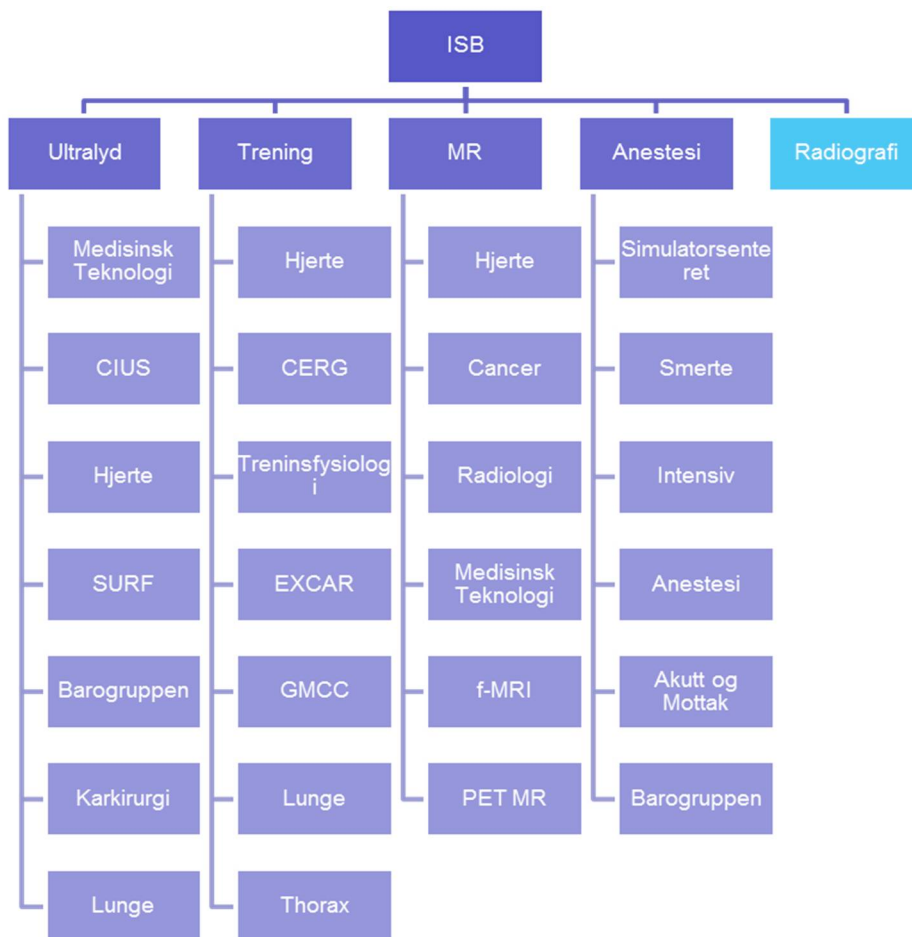 ISB
Ultralyd
Trening
MR
Anestesi
Radiografi
Medisinsk
Teknologi
Hjerte
Hjerte
Simulatorsente
ret
CIUS
CERG
Cancer
Smerte
Hjerte
Treninsfysiolog
i
Radiologi
Intensiv
SURF
EXCAR
Medisinsk
Teknologi
Anestesi
Barogruppen
GMCC
f-MRI
Akutt og
Mottak
Karkirurgi
Lunge
PET MR
Barogruppen
Lunge
Thorax